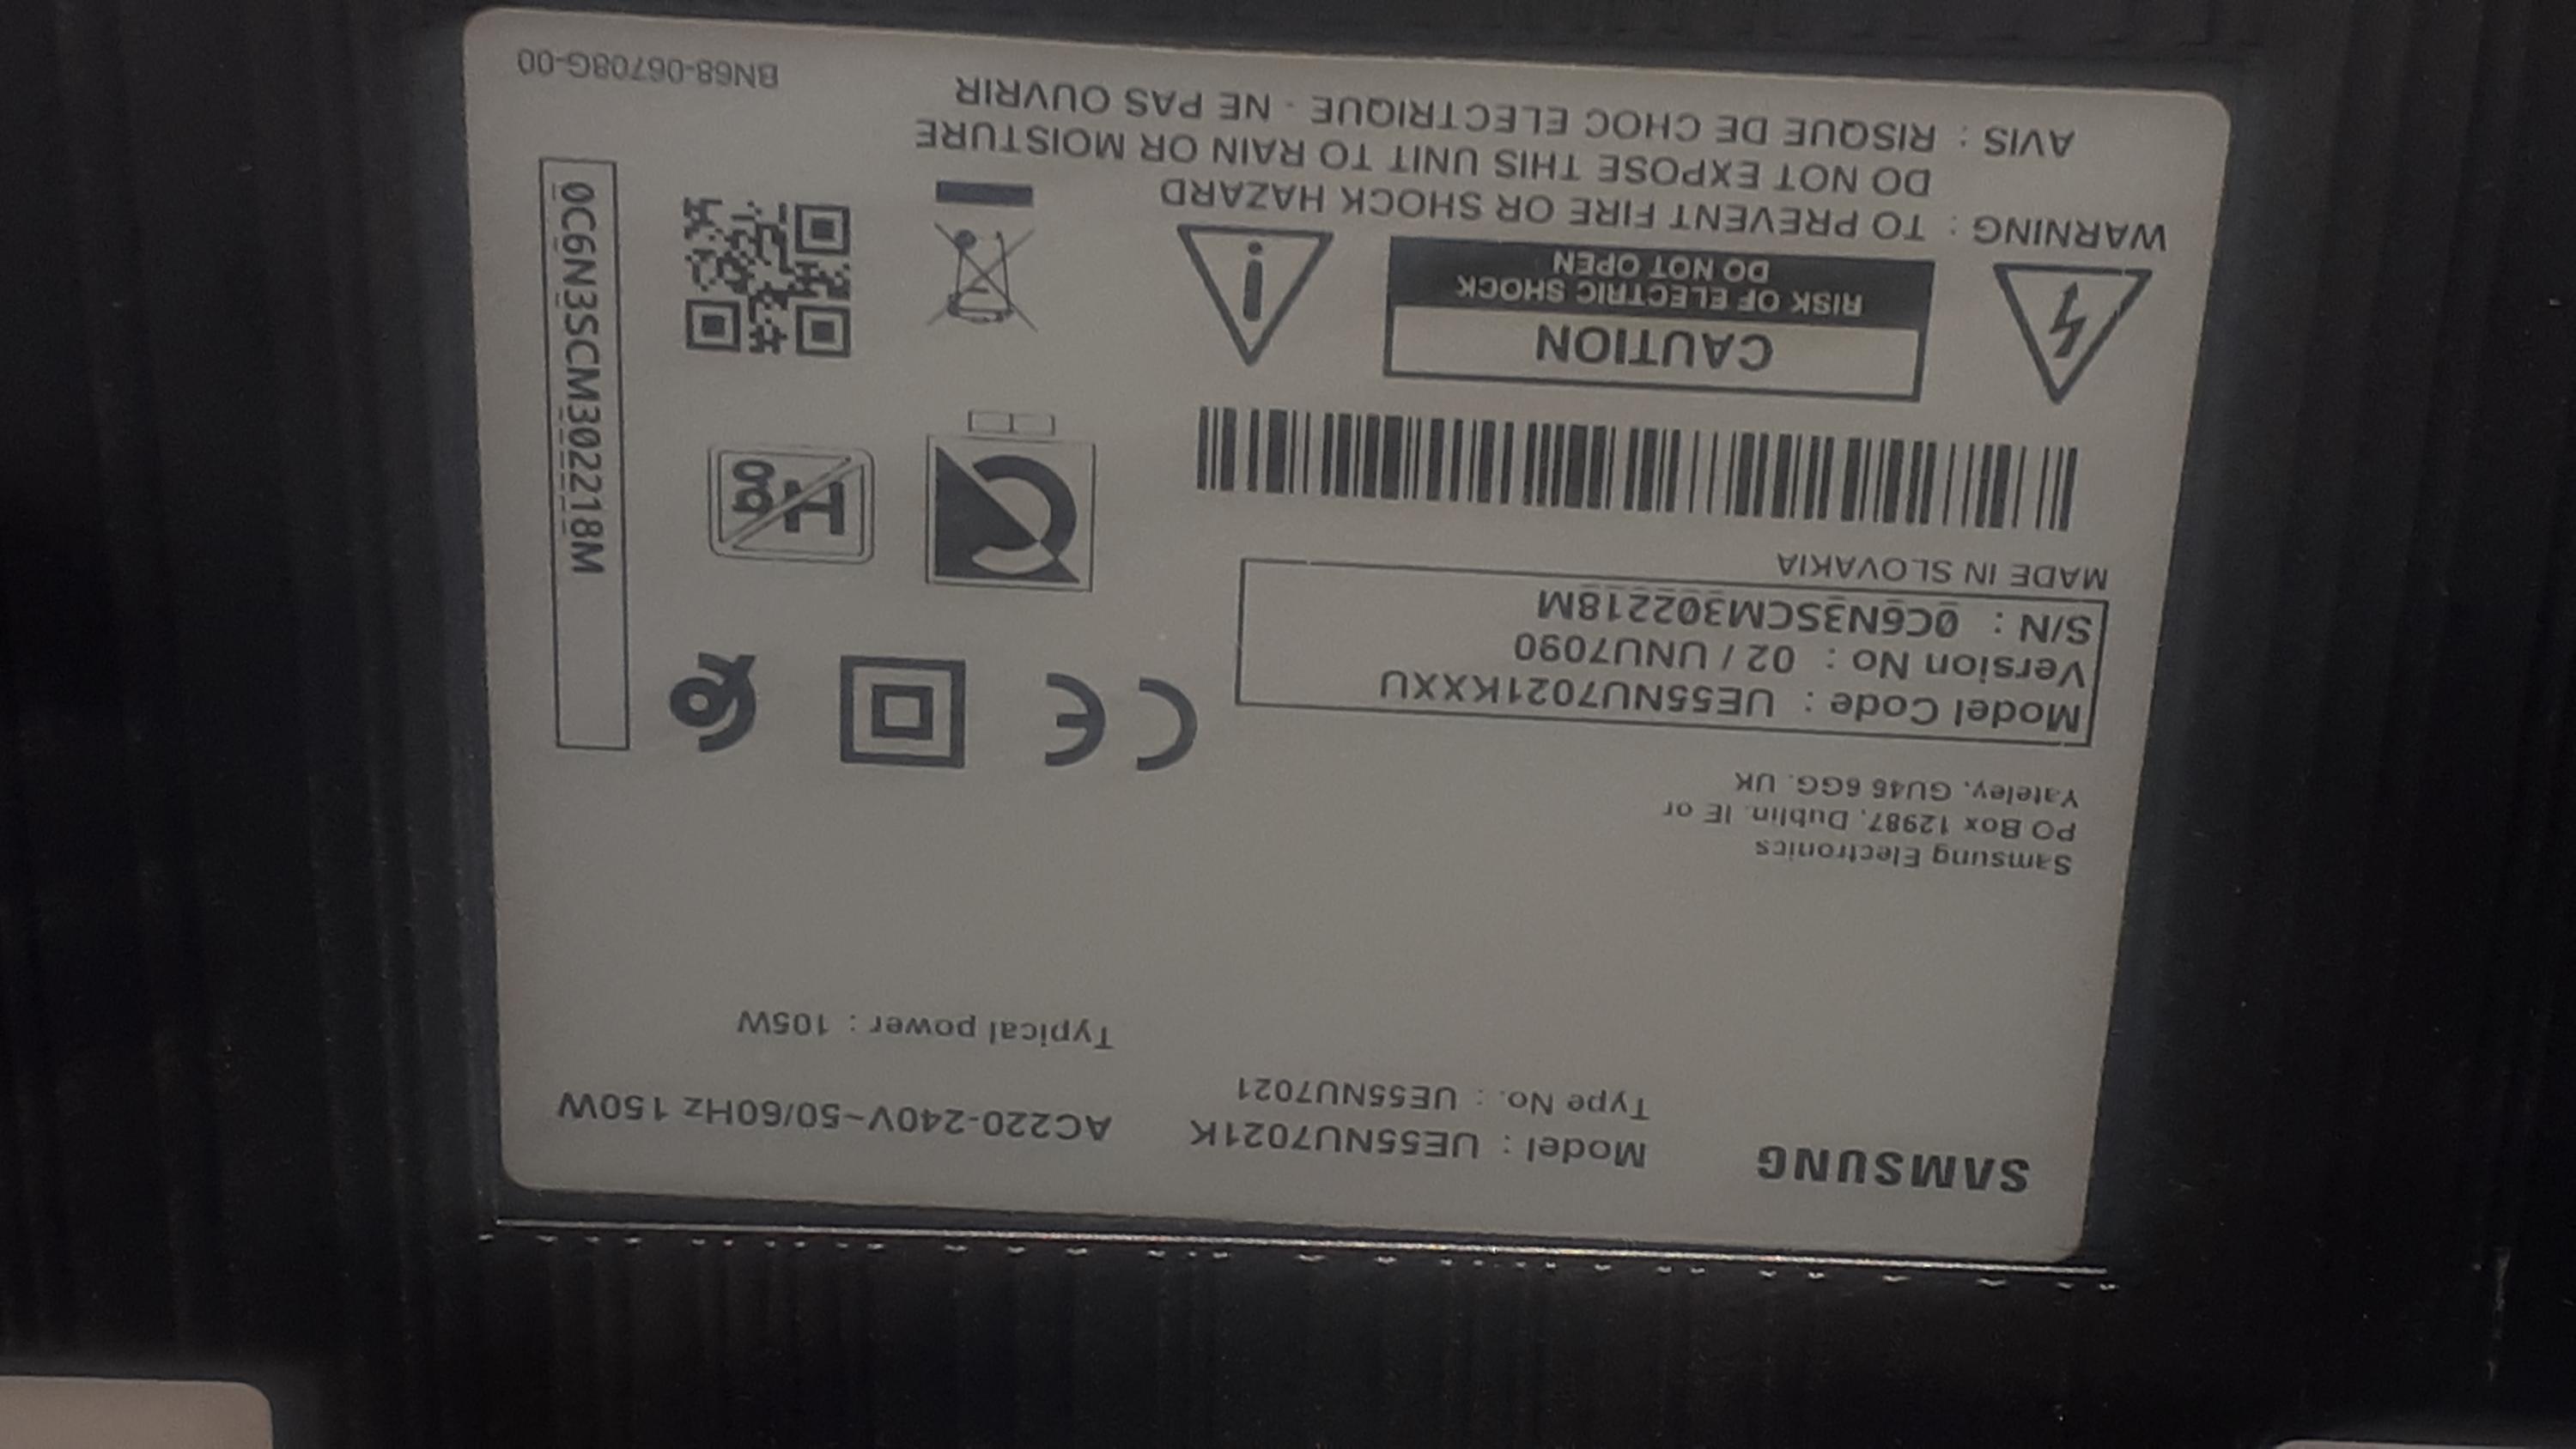 SAMSUNG
Model : UE55NU7021K
Type No. : UE55NU7021
AC220-240V~50/60Hz 150W
Typical power : 105W
Samsung Electronics
PO Box 12987, Dublin. IE or
Yateley, GU46 6GG. UK
Model Code : UE55NU7021KXXU
Version No : 02 / UNU7090
S/N : 0C6N3SCM302218M
MADE IN SLOVAKIA
CE
Hg
0C6N3SCM302218M
CAUTION
RISK OF ELECTRIC SHOCK
DO NOT OPEN
i
WARNING : TO PREVENT FIRE OR SHOCK HAZARD
DO NOT EXPOSE THIS UNIT TO RAIN OR MOISTURE
AVIS : RISQUE DE CHOC ELECTRIQUE - NE PAS OUVRIR
BN68-06708G-00